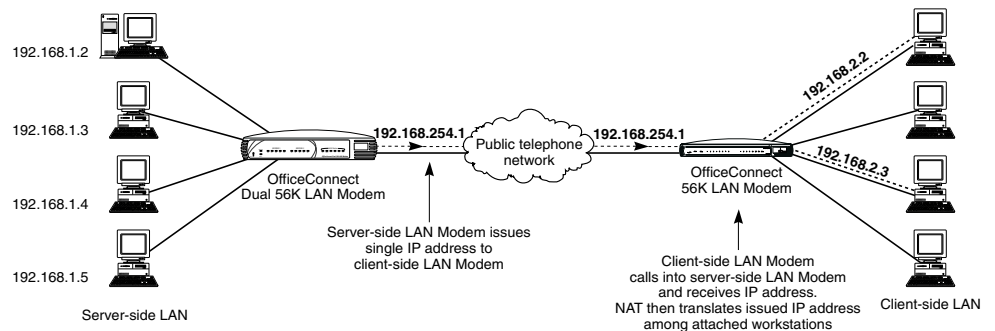 192.168.1.2
192.168.1.3
192.168.1.4
192.168.1.5
Server-side LAN
OfficeConnect
Dual 56K LAN Modem
192.168.254.1
Server-side LAN Modem issues
single IP address to
client-side LAN Modem
Public telephone
network
192.168.254.1
OfficeConnect
56K LAN Modem
Client-side LAN Modem
calls into server-side LAN Modem
and receives IP address.
NAT then translates issued IP address
among attached workstations
192.168.2.2
192.168.2.3
Client-side LAN